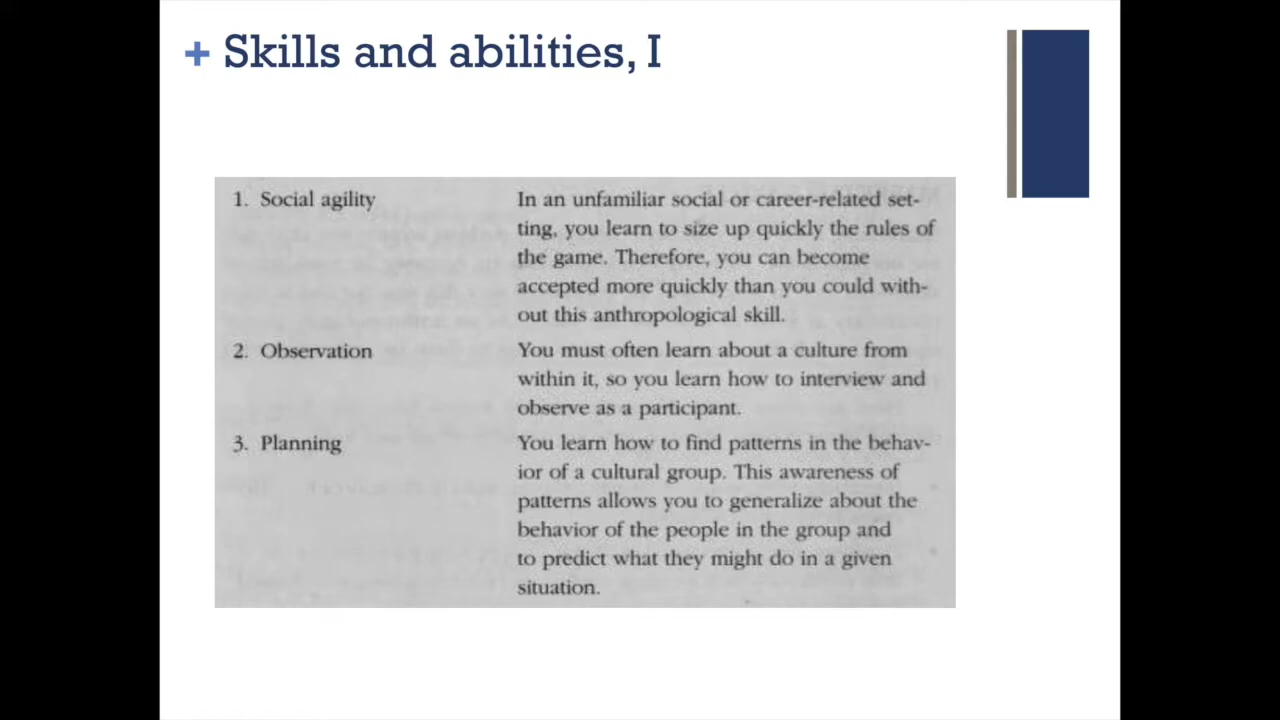 + Skills and abilities, I
1. Social agility
In an unfamiliar social or career-related set-
ting, you learn to size up quickly the rules of
the game. Therefore, you can become
accepted more quickly than you could with-
out this anthropological skill.
2. Observation
You must often learn about a culture from
within it, so you learn how to interview and
observe as a participant.
3. Planning
You learn how to find patterns in the behav-
ior of a cultural group. This awareness of
patterns allows you to generalize about the
behavior of the people in the group and
to predict what they might do in a given
situation.